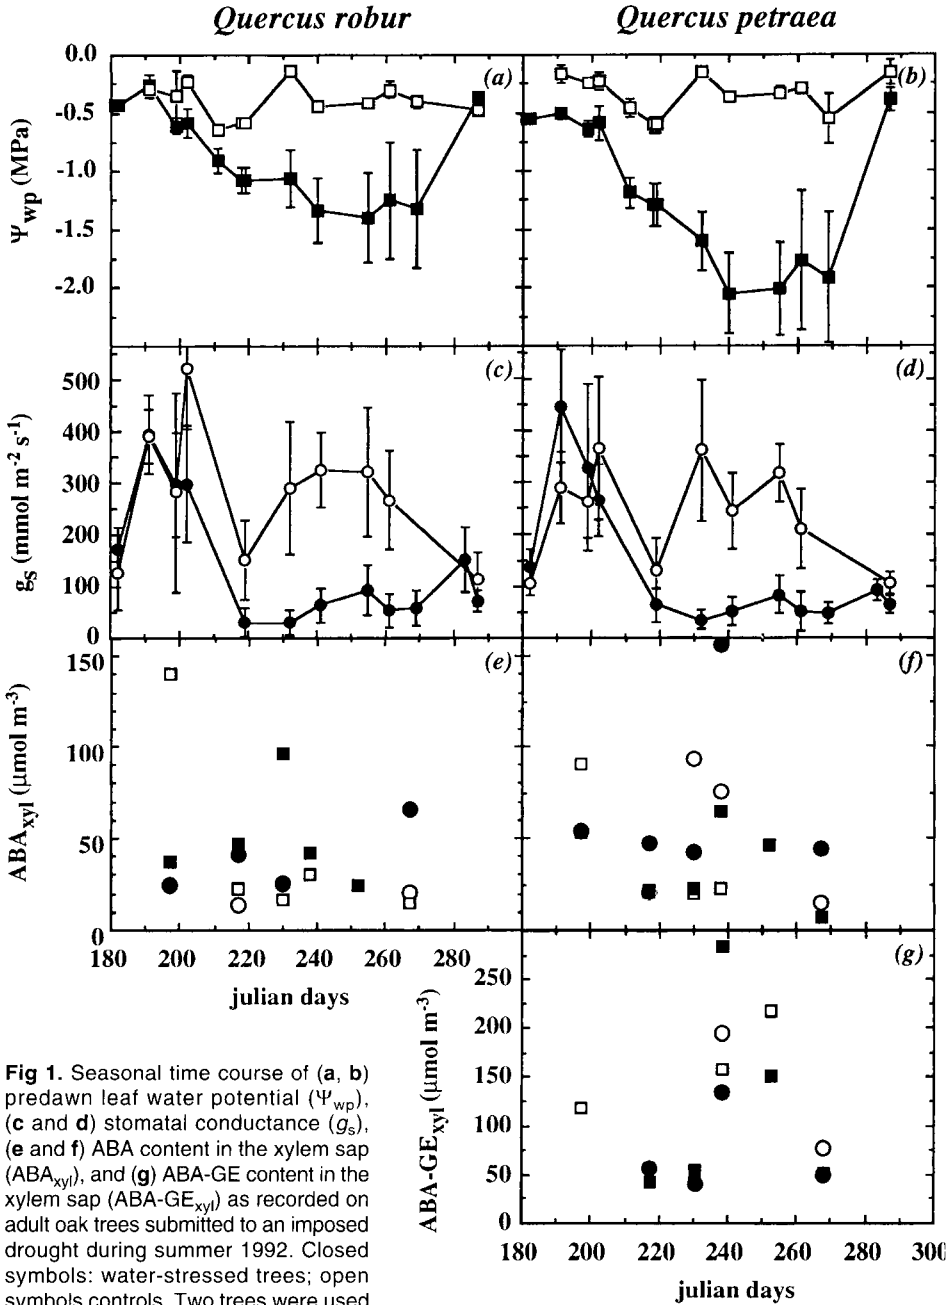 Quercus robur
Quercus petraea
0.0
-0.5
-1.0
-1.5
-2.0
Ψwp (MPa)
(a)
(b)
500
400
300
200
100
0
gs (mmol m-2 s-1)
(c)
(d)
150
100
50
0
ABAxyl (μmol m-3)
(e)
(f)
180 200 220 240 260 280
julian days
250
200
150
100
50
0
ABA-GExyl (μmol m-3)
(g)
180 200 220 240 260 280 300
julian days
Fig 1. Seasonal time course of (a, b)
predawn leaf water potential (Ψwp),
(c and d) stomatal conductance (gs),
(e and f) ABA content in the xylem sap
(ABAxyl), and (g) ABA-GE content in the
xylem sap (ABA-GExyl) as recorded on
adult oak trees submitted to an imposed
drought during summer 1992. Closed
symbols: water-stressed trees; open
symbols controls. Two trees were used